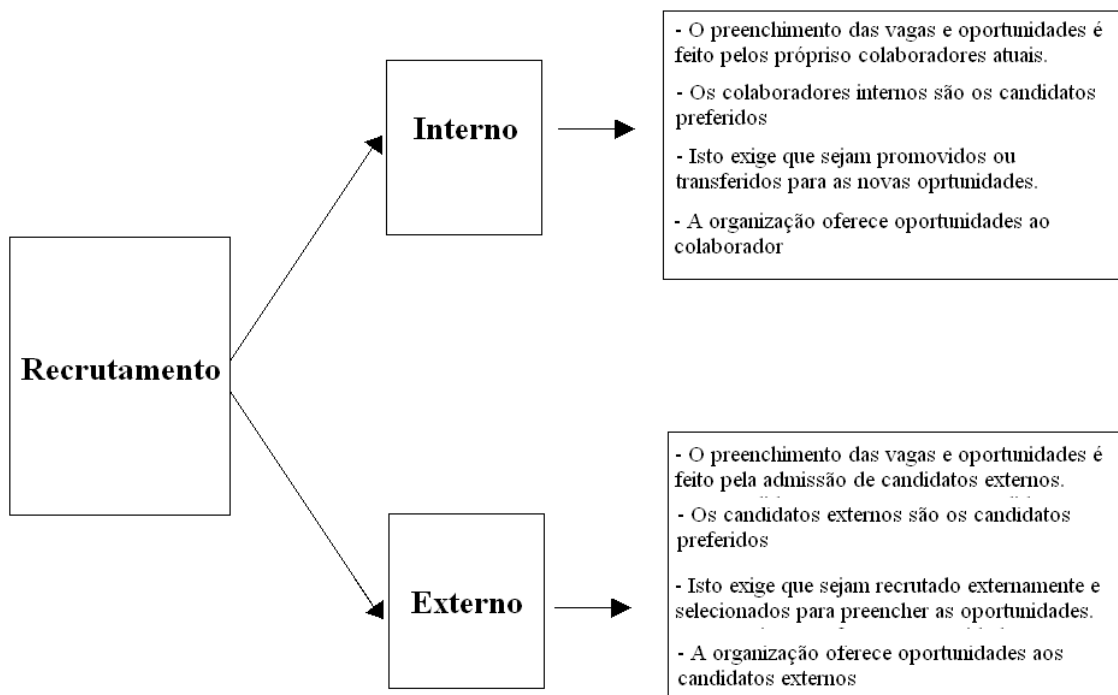 Recrutamento
Interno
- O preenchimento das vagas e oportunidades é
feito pelos própriso colaboradores atuais.
- Os colaboradores internos são os candidatos
preferidos
- Isto exige que sejam promovidos ou
transferidos para as novas oprtunidades.
- A organização oferece oportunidades ao
colaborador
Externo
- O preenchimento das vagas e oportunidades é
feito pela admissão de candidatos externos.
- Os candidatos externos são os candidatos
preferidos
- Isto exige que sejam recrutado externamente e
selecionados para preencher as oportunidades.
- A organização oferece oportunidades aos
candidatos externos